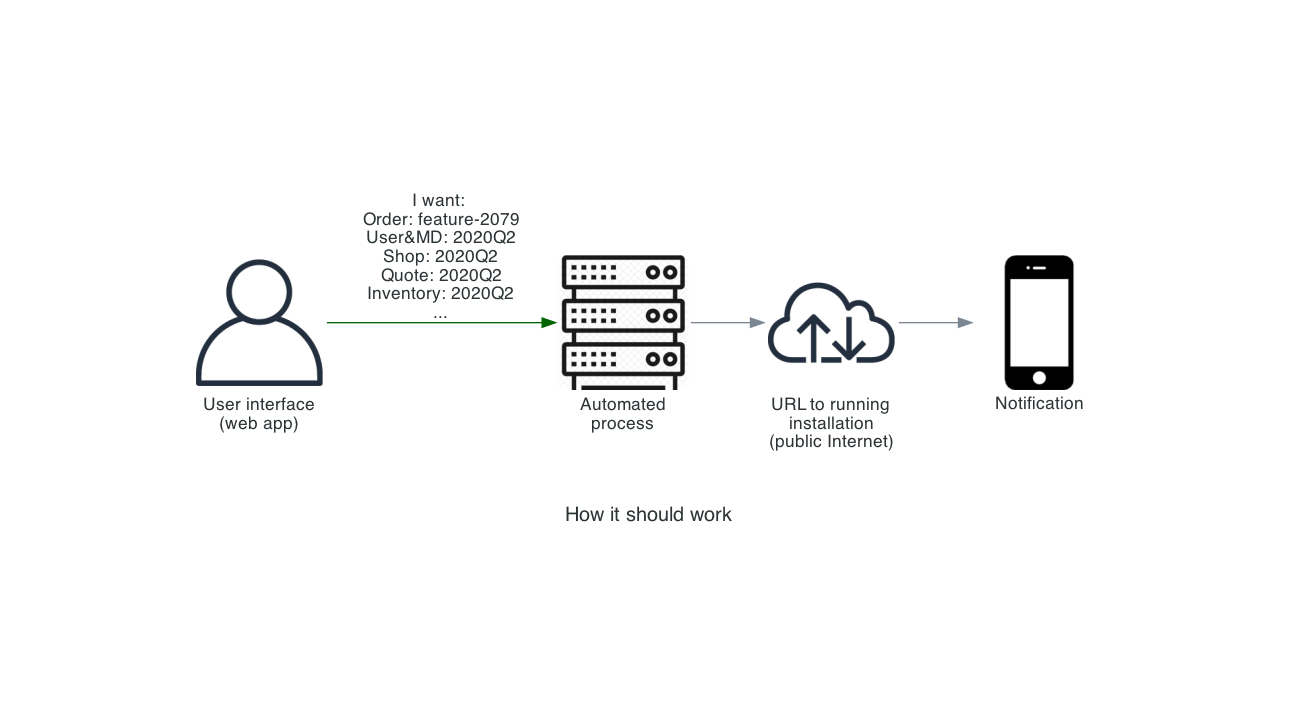 I want:
Order: feature-2079
User&MD: 2020Q2
Shop: 2020Q2
Quote: 2020Q2
Inventory: 2020Q2
...
User interface
(web app)
Automated
process
URL to running
installation
(public Internet)
Notification
How it should work